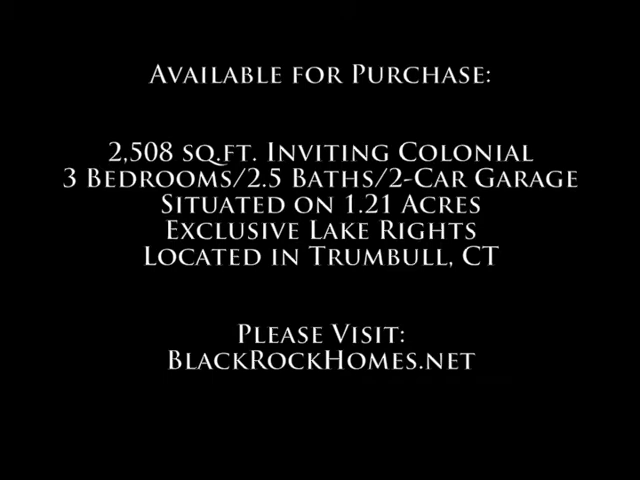 Available for Purchase:
2,508 sq.ft. Inviting Colonial
3 Bedrooms/2.5 Baths/2-Car Garage
Situated on 1.21 Acres
Exclusive Lake Rights
Located in Trumbull, CT
Please Visit:
BlackRockHomes.net